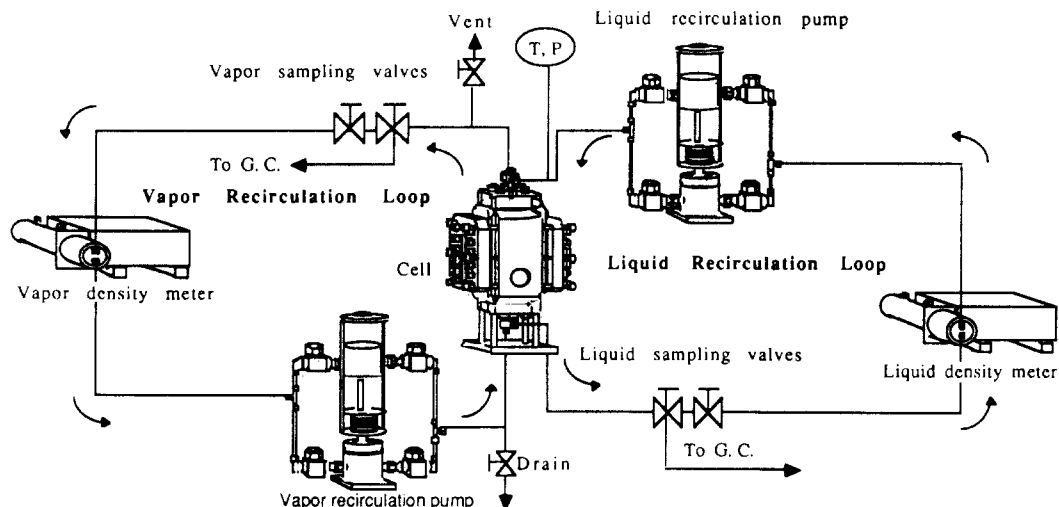 Vent
Liquid recirculation pump
T, P
Vapor sampling valves
To G.C.
Vapor Recirculation Loop
Cell
Liquid Recirculation Loop
Vapor density meter
Liquid sampling valves
Liquid density meter
To G.C.
Drain
Vapor recirculation pump